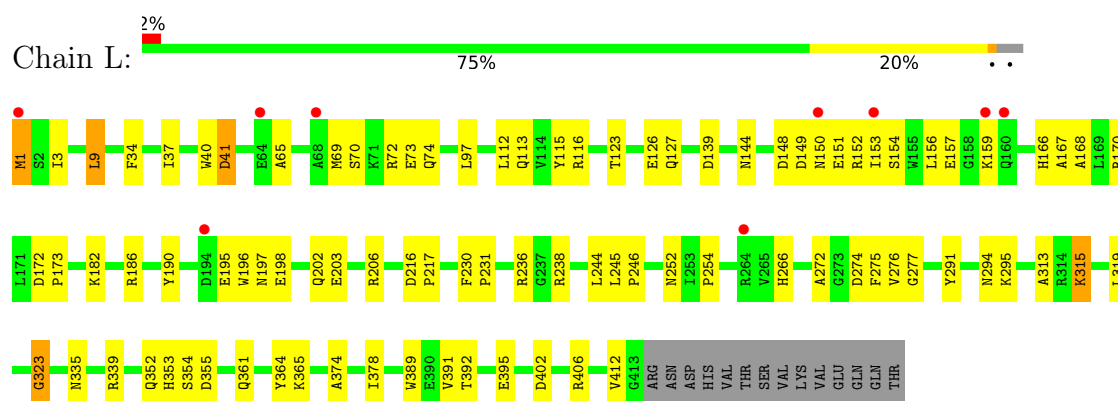 2%
Chain L:
75% 20% • •
M1 S2 I3 L9 F34 I37 W40 D41 E64 A65 A68 M69 S70 K71 R72 E73 Q74 L97 L112 Q113 V114 Y115 R116 T123 E126 Q127 D139 N144 D148 D149 N150 E151 R152 I153 S154 W155 L156 E157 G158 K159 Q160 H166 A167 A168 L169
L171 D172 P173 K182 R186 Y190 D194 E195 W196 N197 E198 Q202 E203 R206 D216 P217 F230 P231 R236 G237 R238 L244 L245 P246 N252 I253 P254 R264 V265 H266 A272 G273 D274 F275 V276 G277 Y291 N294 K295 A313 R314 K315
G323 N335 R339 Q352 H353 S354 D355 Q361 Y364 K365 A374 I378 W389 E390 V391 T392 E395 D402 R406 V412 G413 ARG ASN ASP HIS VAL THR SER VAL LYS VAL GLU GLN GLN THR